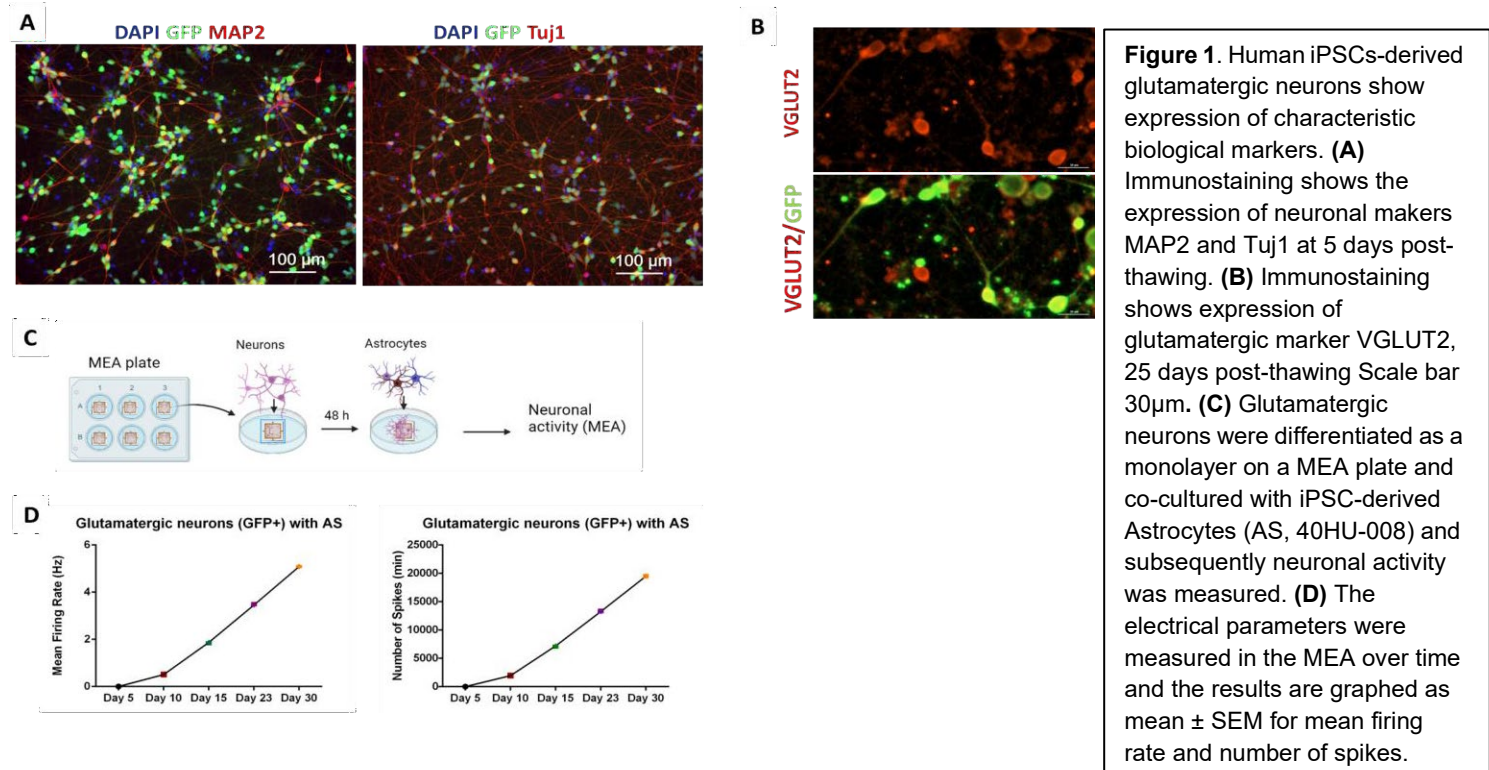 A
DAPI GFP MAP2
DAPI GFP Tuj1
100 µm
100 µm
B
VGLUT2
VGLUT2/GFP
C
MEA plate
1 2 3
A
B
Neurons
48 h
Astrocytes
Neuronal
activity (MEA)
D
Glutamatergic neurons (GFP+) with AS
Mean Firing Rate (Hz)
6
4
2
0
Day 5 Day 10 Day 15 Day 23 Day 30
Glutamatergic neurons (GFP+) with AS
Number of Spikes (min)
25000
20000
15000
10000
5000
0
Day 5 Day 10 Day 15 Day 23 Day 30
Figure 1. Human iPSCs-derived
glutamatergic neurons show
expression of characteristic
biological markers. (A)
Immunostaining shows the
expression of neuronal makers
MAP2 and Tuj1 at 5 days post-
thawing. (B) Immunostaining
shows expression of
glutamatergic marker VGLUT2,
25 days post-thawing Scale bar
30µm. (C) Glutamatergic
neurons were differentiated as a
monolayer on a MEA plate and
co-cultured with iPSC-derived
Astrocytes (AS, 40HU-008) and
subsequently neuronal activity
was measured. (D) The
electrical parameters were
measured in the MEA over time
and the results are graphed as
mean ± SEM for mean firing
rate and number of spikes.